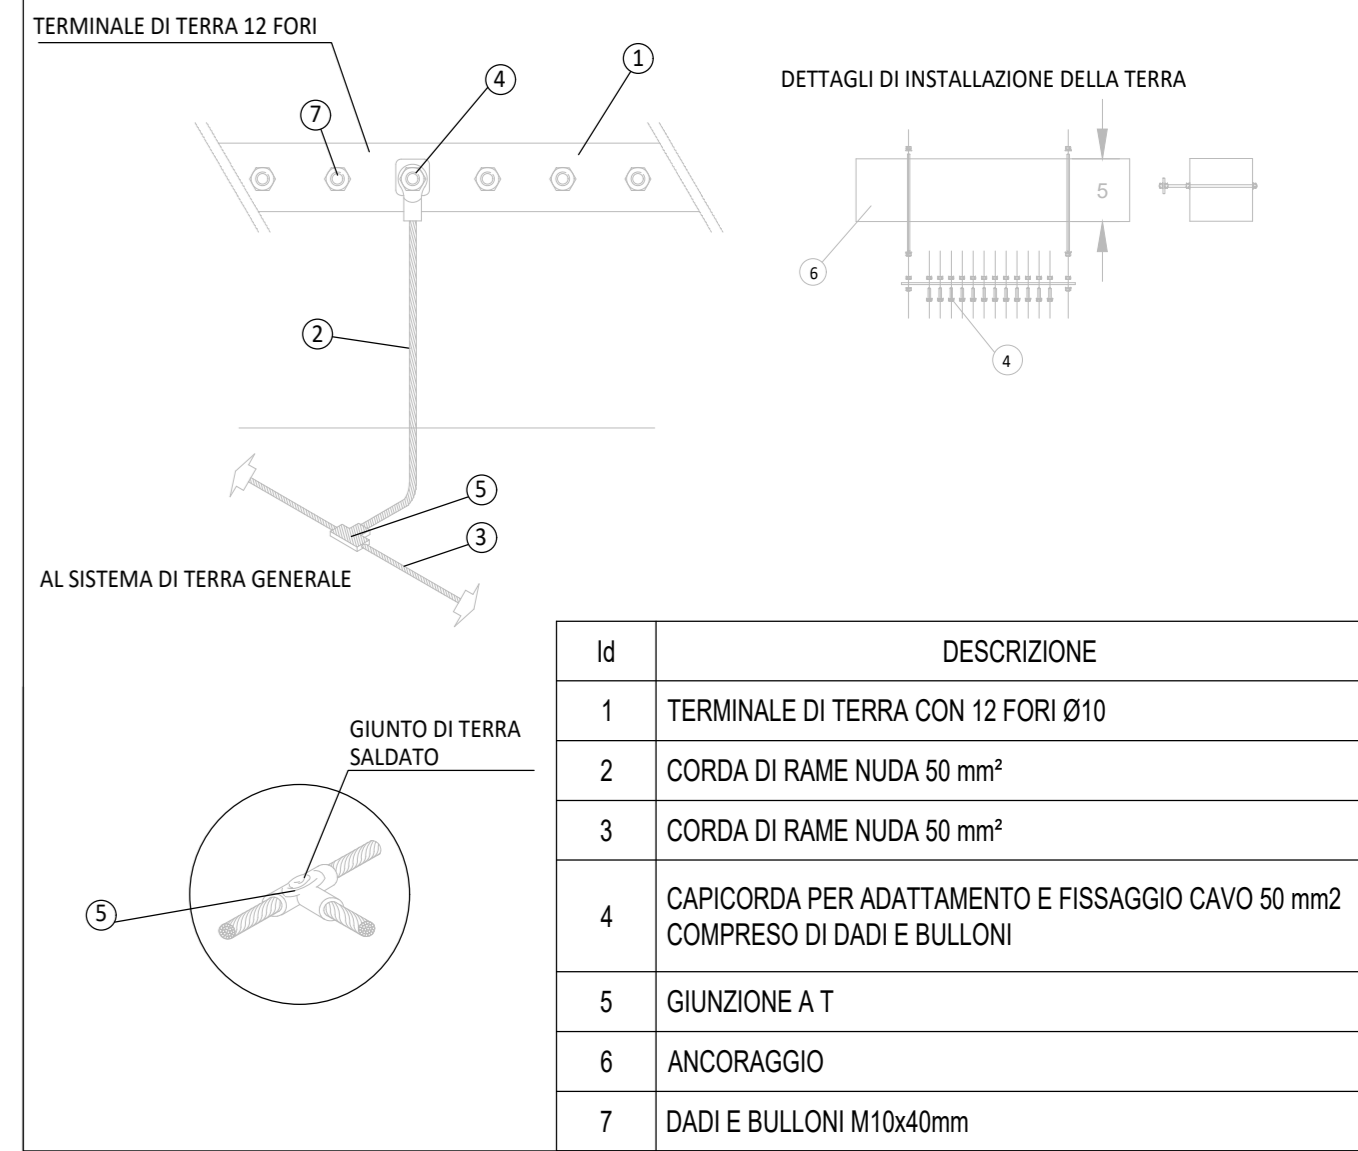 TERMINALE DI TERRA 12 FORI
1
4
7
DETTAGLI DI INSTALLAZIONE DELLA TERRA
5
6
4
2
5
3
AL SISTEMA DI TERRA GENERALE
GIUNTO DI TERRA
SALDATO
5
Id DESCRIZIONE
1 TERMINALE DI TERRA CON 12 FORI Ø10
2 CORDA DI RAME NUDA 50 mm²
3 CORDA DI RAME NUDA 50 mm²
4 CAPICORDA PER ADATTAMENTO E FISSAGGIO CAVO 50 mm2
COMPRESO DI DADI E BULLONI
5 GIUNZIONE A T
6 ANCORAGGIO
7 DADI E BULLONI M10x40mm